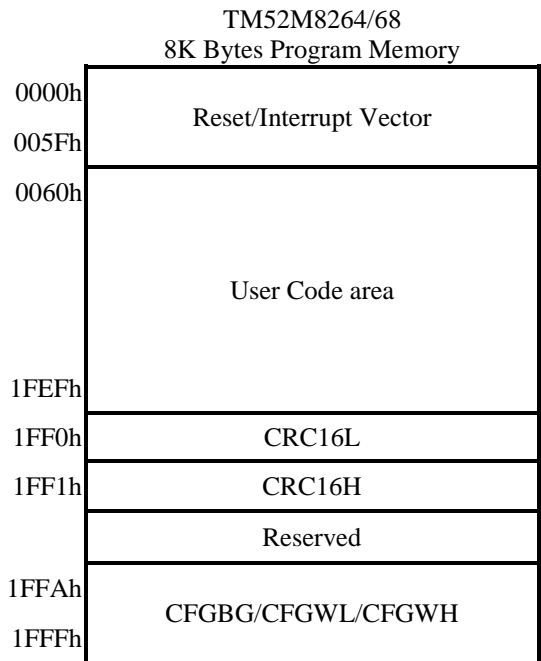 TM52M8264/68
8K Bytes Program Memory
0000h
Reset/Interrupt Vector
005Fh
0060h
User Code area
1FEFh
1FF0h CRC16L
1FF1h CRC16H
Reserved
1FFAh
CFGBG/CFGWL/CFGWH
1FFFh